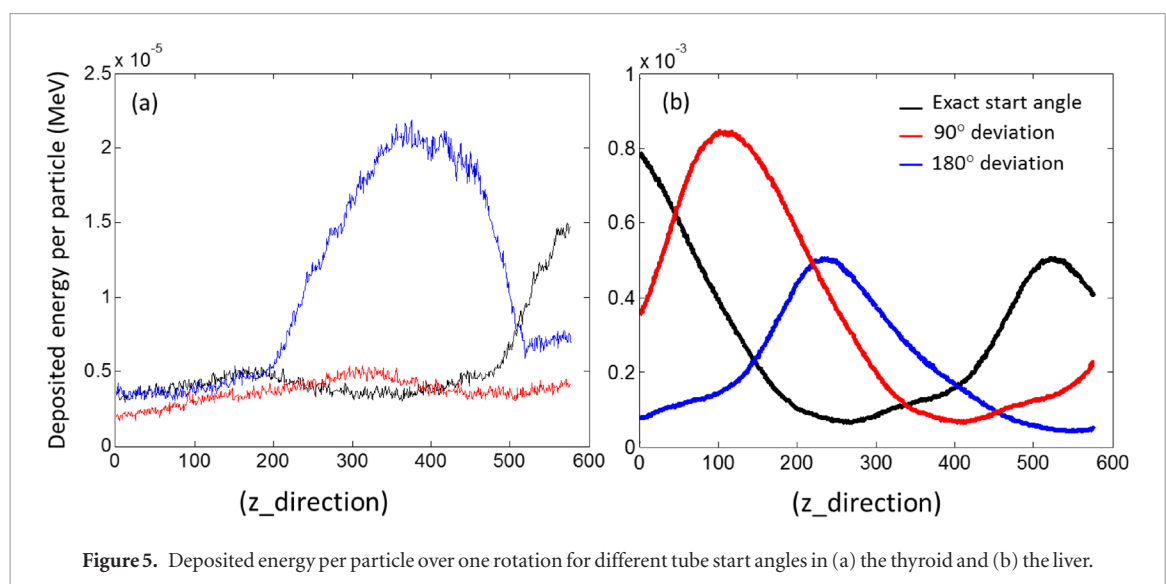 x 10⁻⁵
2.5
2
1.5
1
0.5
0
Deposited energy per particle (MeV)
(a)
0 100 200 300 400 500 600
(z_direction)
x 10⁻³
1
0.8
0.6
0.4
0.2
0
(b)
Exact start angle
90° deviation
180° deviation
0 100 200 300 400 500 600
(z_direction)
Figure 5. Deposited energy per particle over one rotation for different tube start angles in (a) the thyroid and (b) the liver.